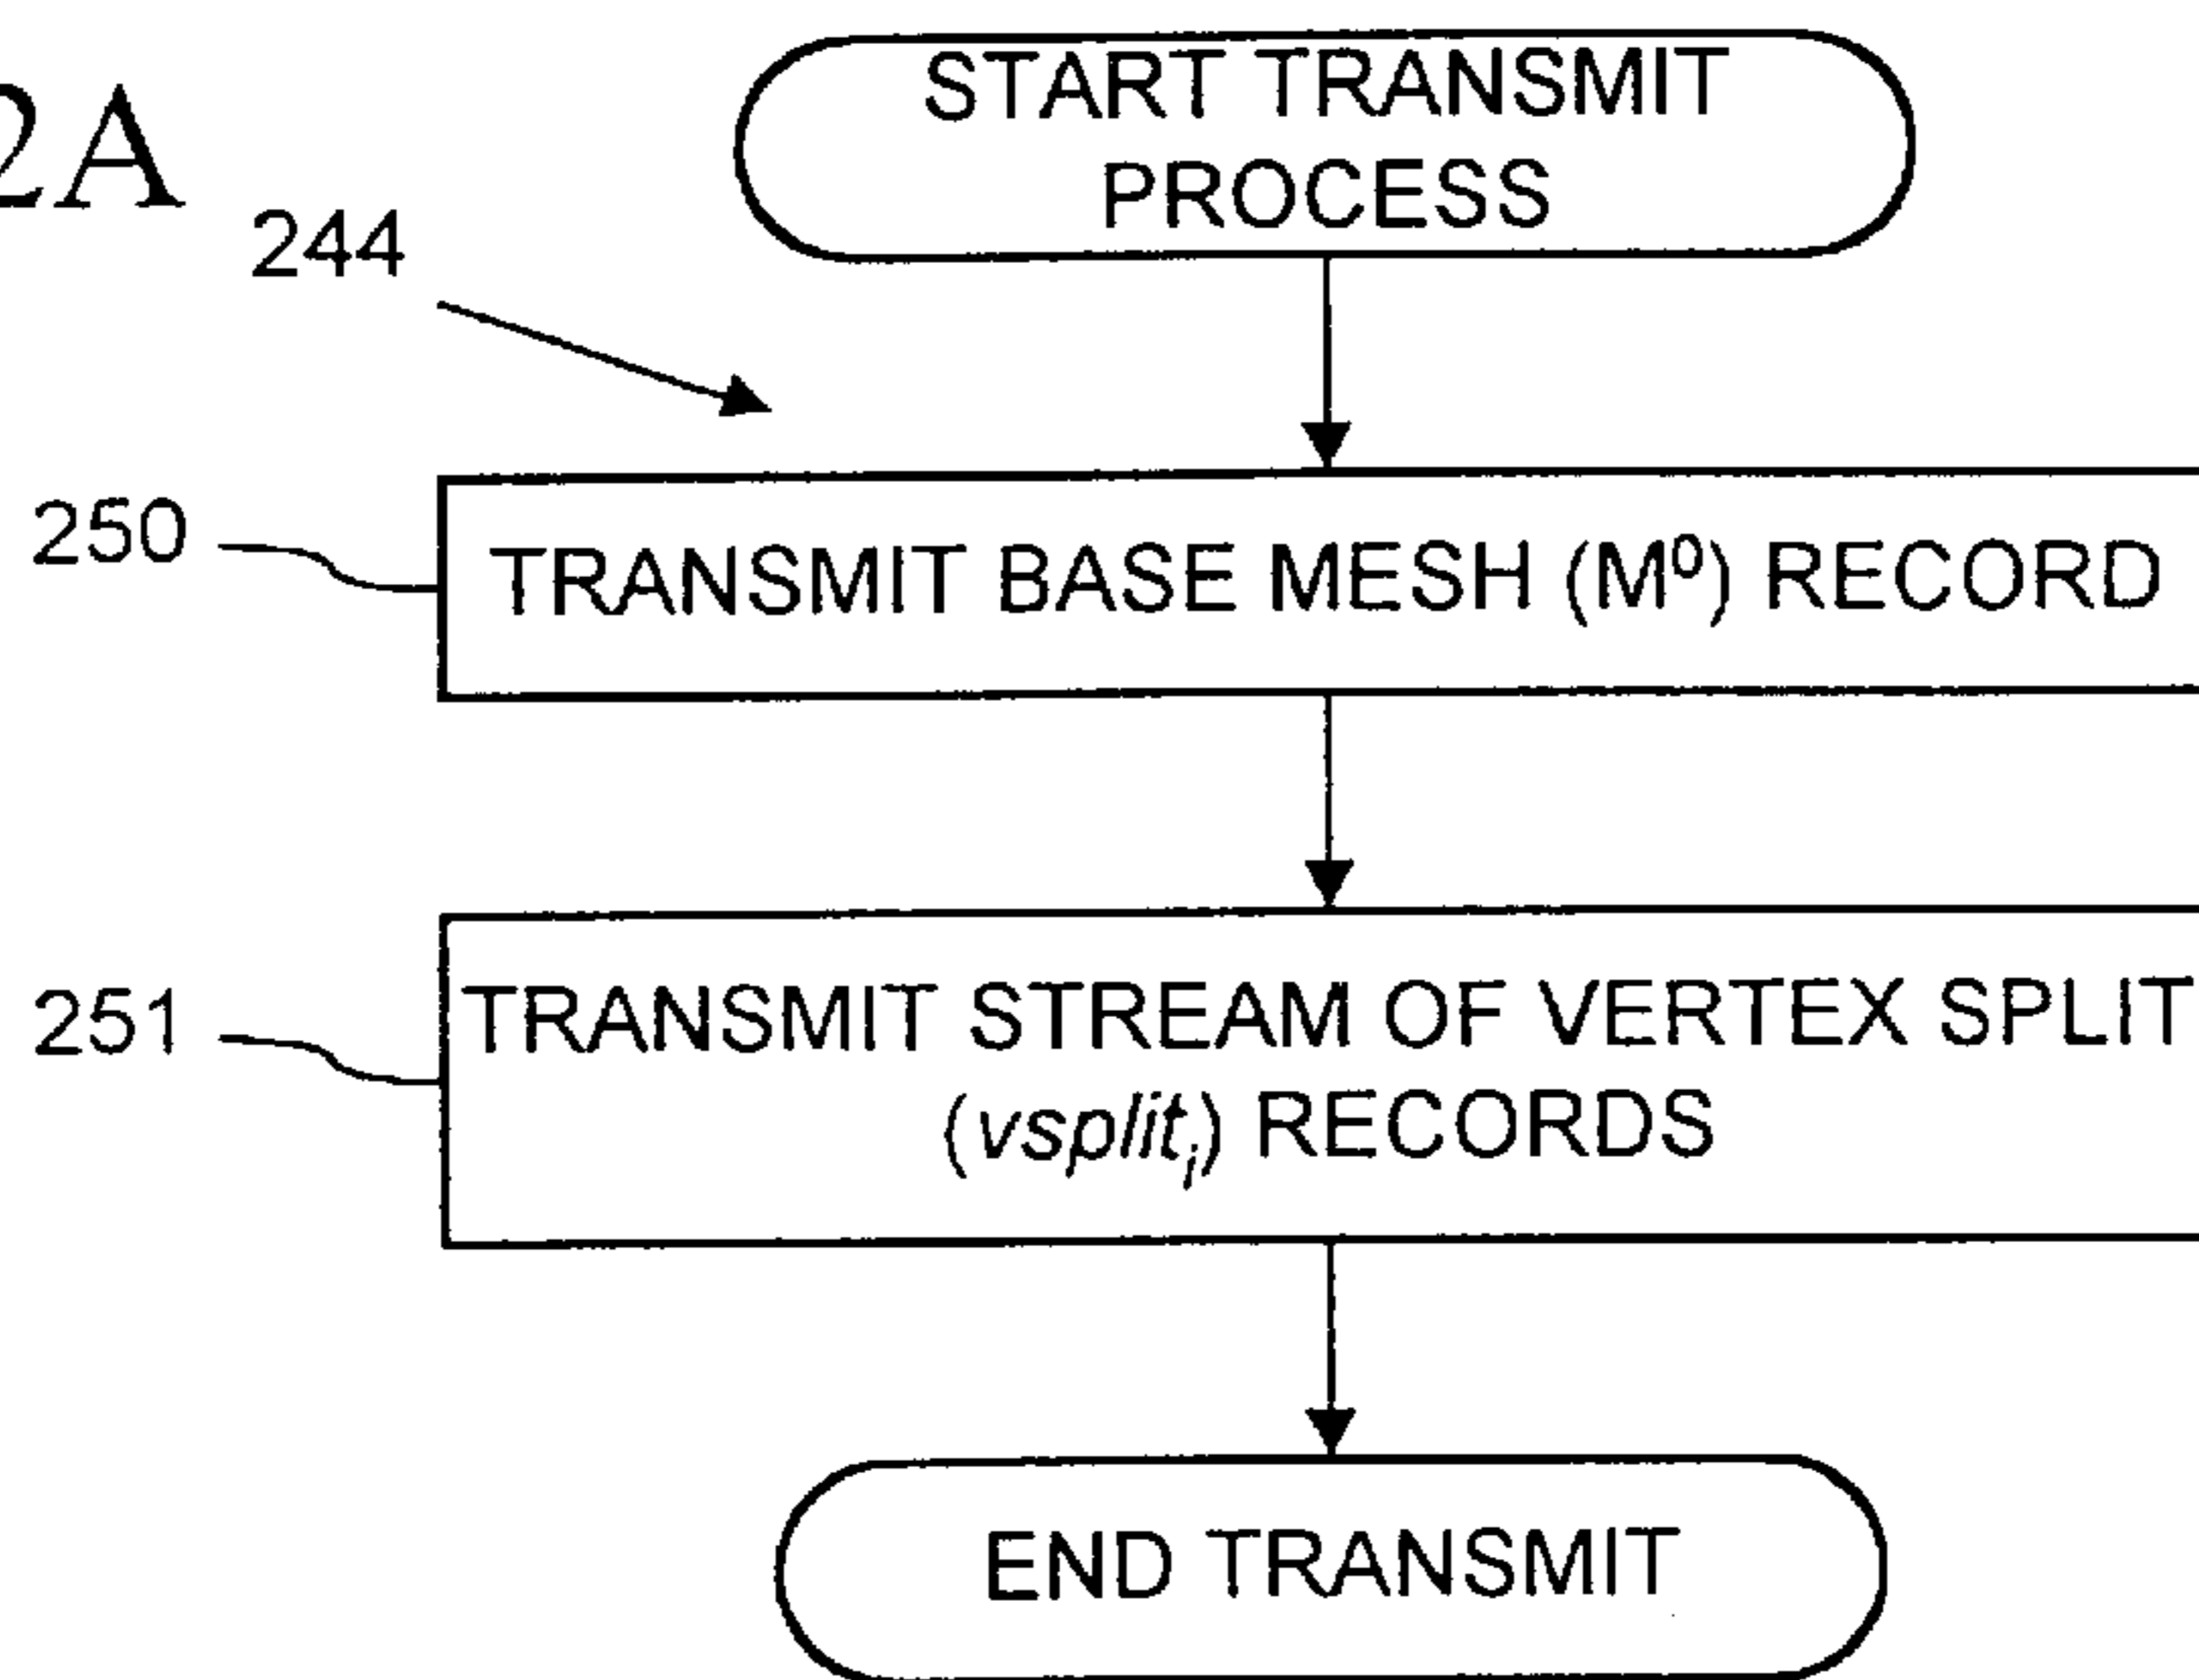 2A
START TRANSMIT
PROCESS
244
250
TRANSMIT BASE MESH (M⁰) RECORD
251
TRANSMIT STREAM OF VERTEX SPLIT
(vsplitᵢ) RECORDS
END TRANSMIT